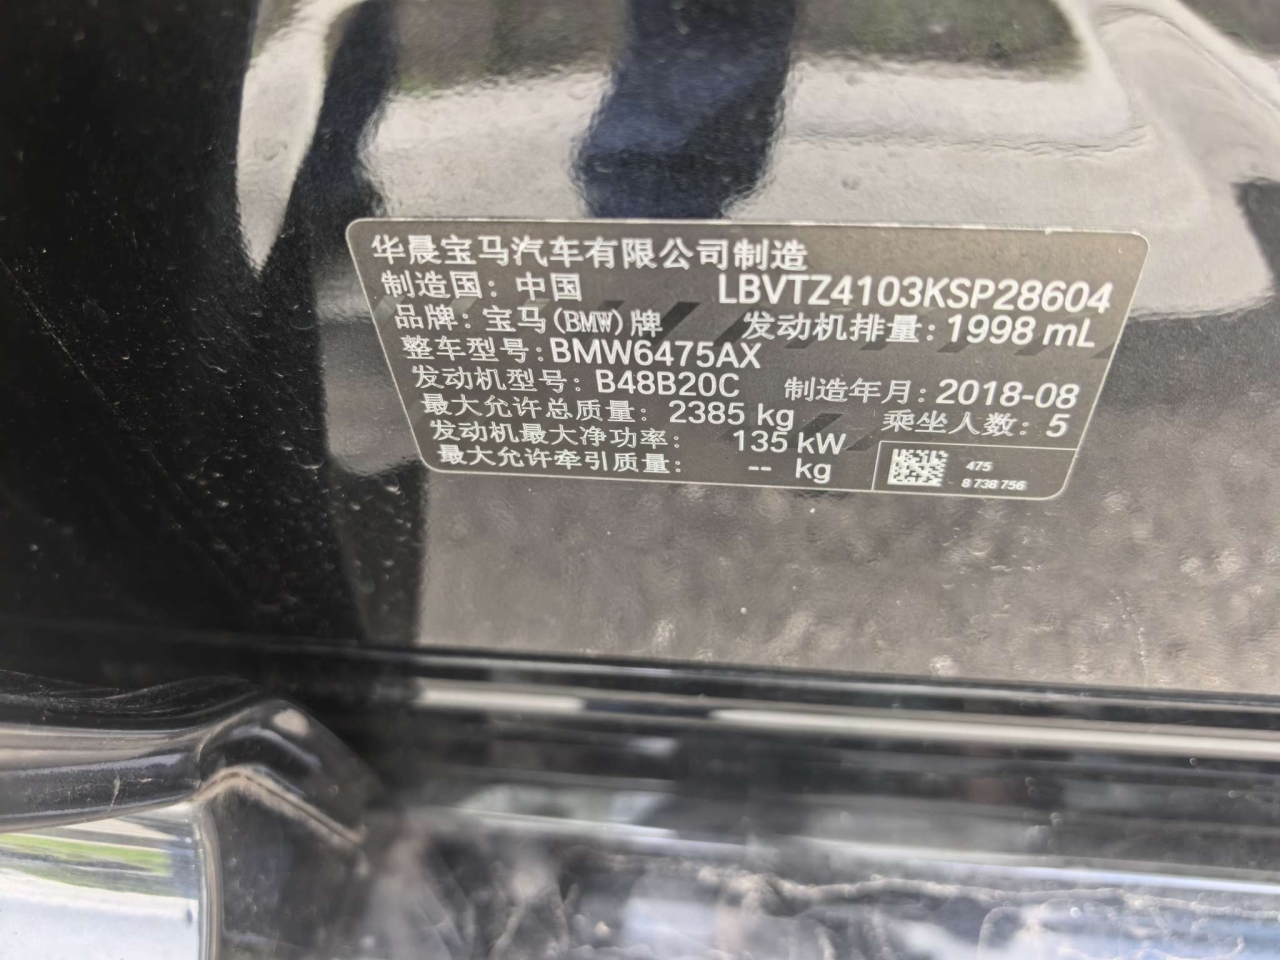 华晨宝马汽车有限公司制造
制造国：中国 LBVTZ4103KSP28604
品牌：宝马(BMW)牌 发动机排量：1998 mL
整车型号：BMW6475AX
发动机型号：B48B20C 制造年月：2018-08
最大允许总质量：2385 kg 乘坐人数：5
发动机最大净功率：135 kW
最大允许牵引质量：-- kg
475
8 738 756